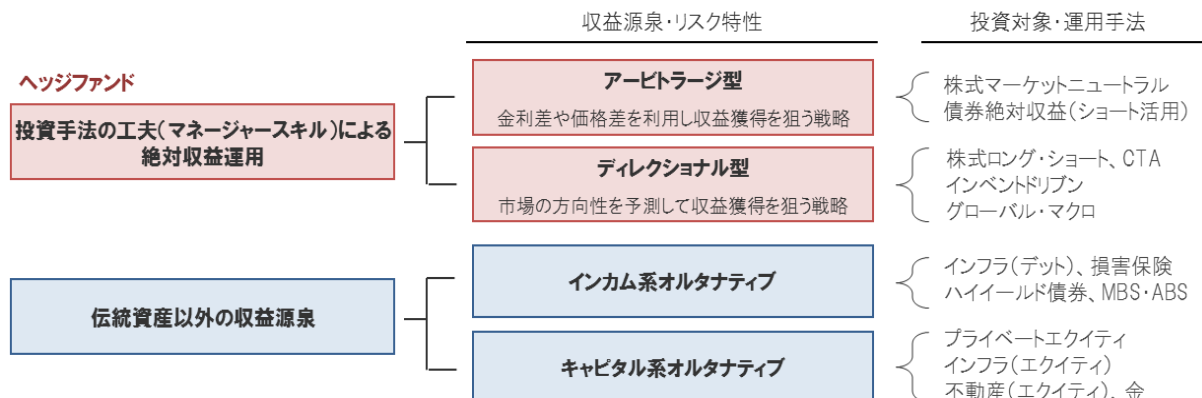 収益源泉・リスク特性
投資対象・運用手法
ヘッジファンド
投資手法の工夫(マネージャースキル)による
絶対収益運用
アービトラージ型
金利差や価格差を利用し収益獲得を狙う戦略
株式マーケットニュートラル
債券絶対収益(ショート活用)
ディレクショナル型
市場の方向性を予測して収益獲得を狙う戦略
株式ロング・ショート、CTA
インベントドリブン
グローバル・マクロ
伝統資産以外の収益源泉
インカム系オルタナティブ
インフラ(デット)、損害保険
ハイイールド債券、MBS・ABS
キャピタル系オルタナティブ
プライベートエクイティ
インフラ(エクイティ)
不動産(エクイティ)、金